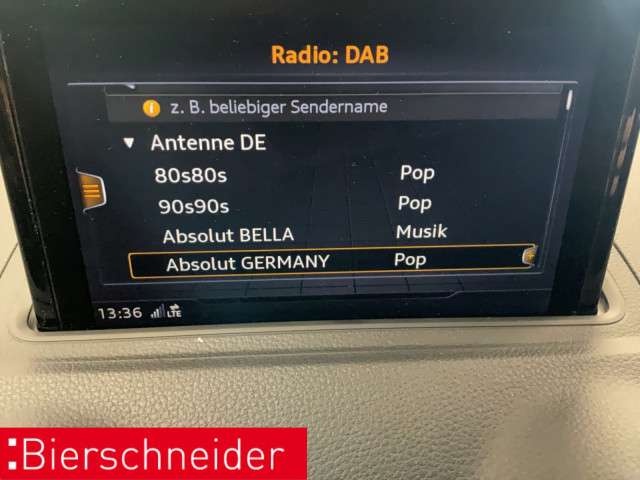 Radio: DAB
z. B. beliebiger Sendername
Antenne DE
80s80s Pop
90s90s Pop
Absolut BELLA Musik
Absolut GERMANY Pop
13:36 LTE
Bierschneider